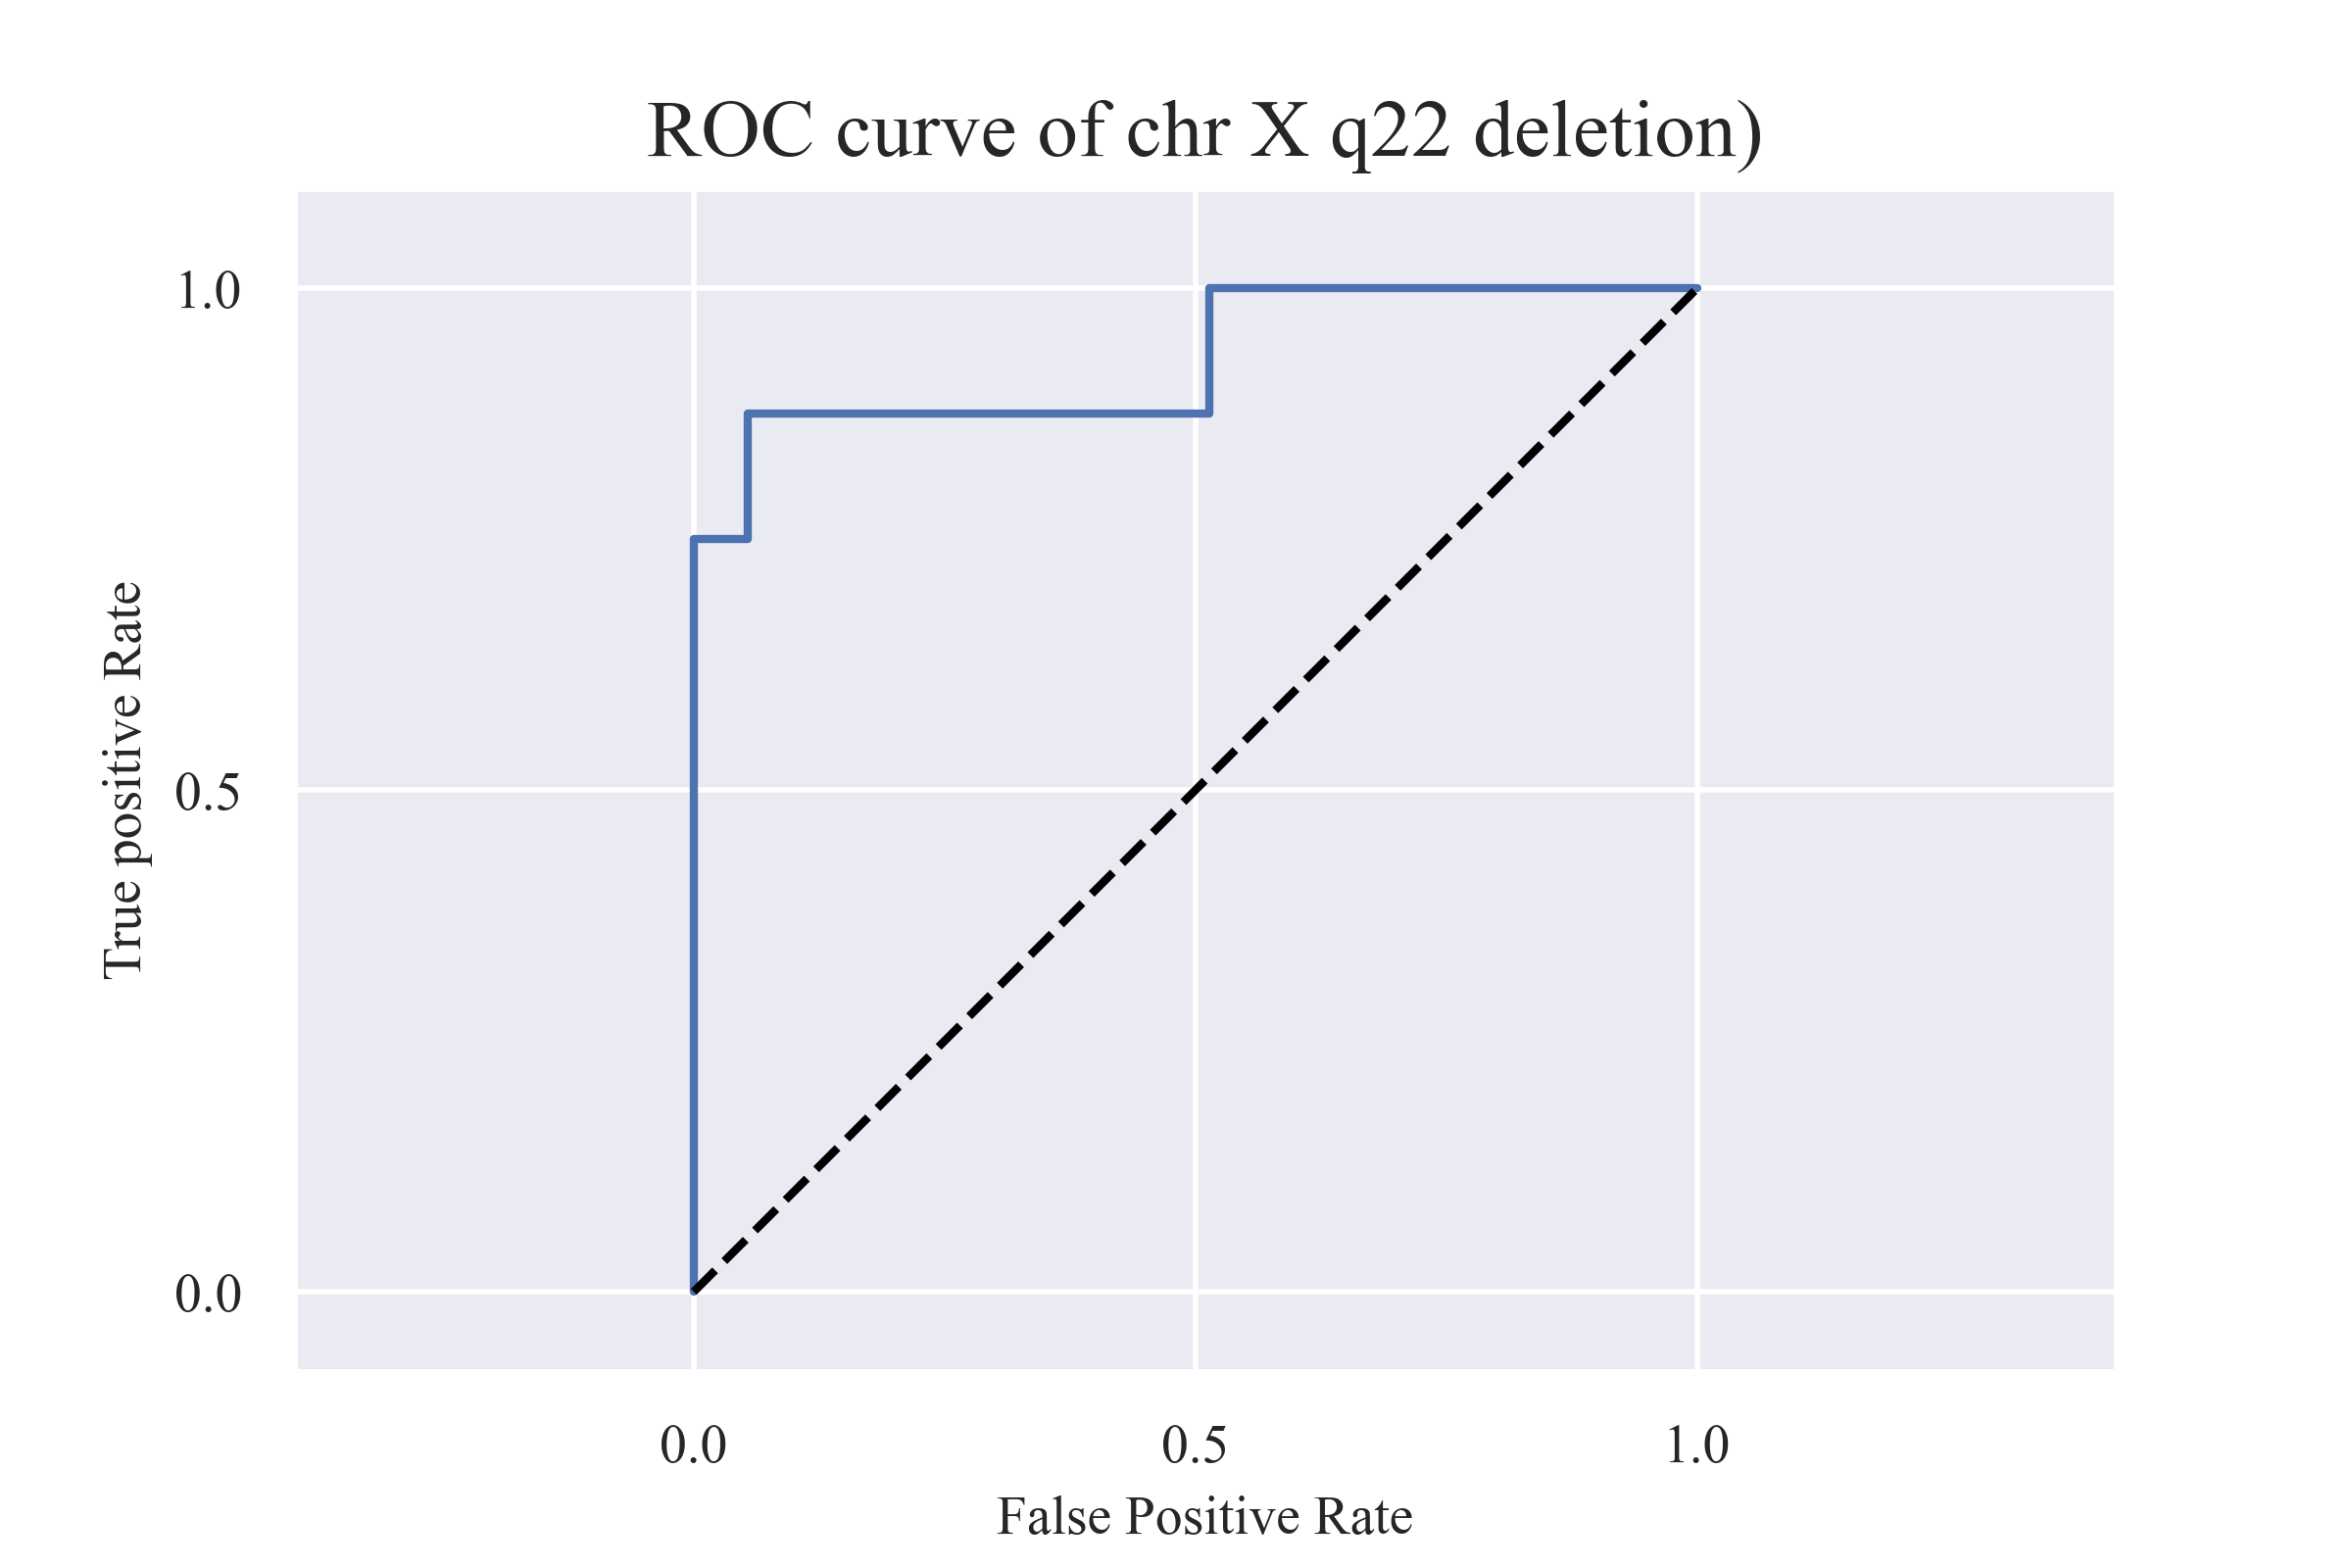 ROC curve of chr X q22 deletion)
True positive Rate
1.0
0.5
0.0
0.0 0.5 1.0
False Positive Rate